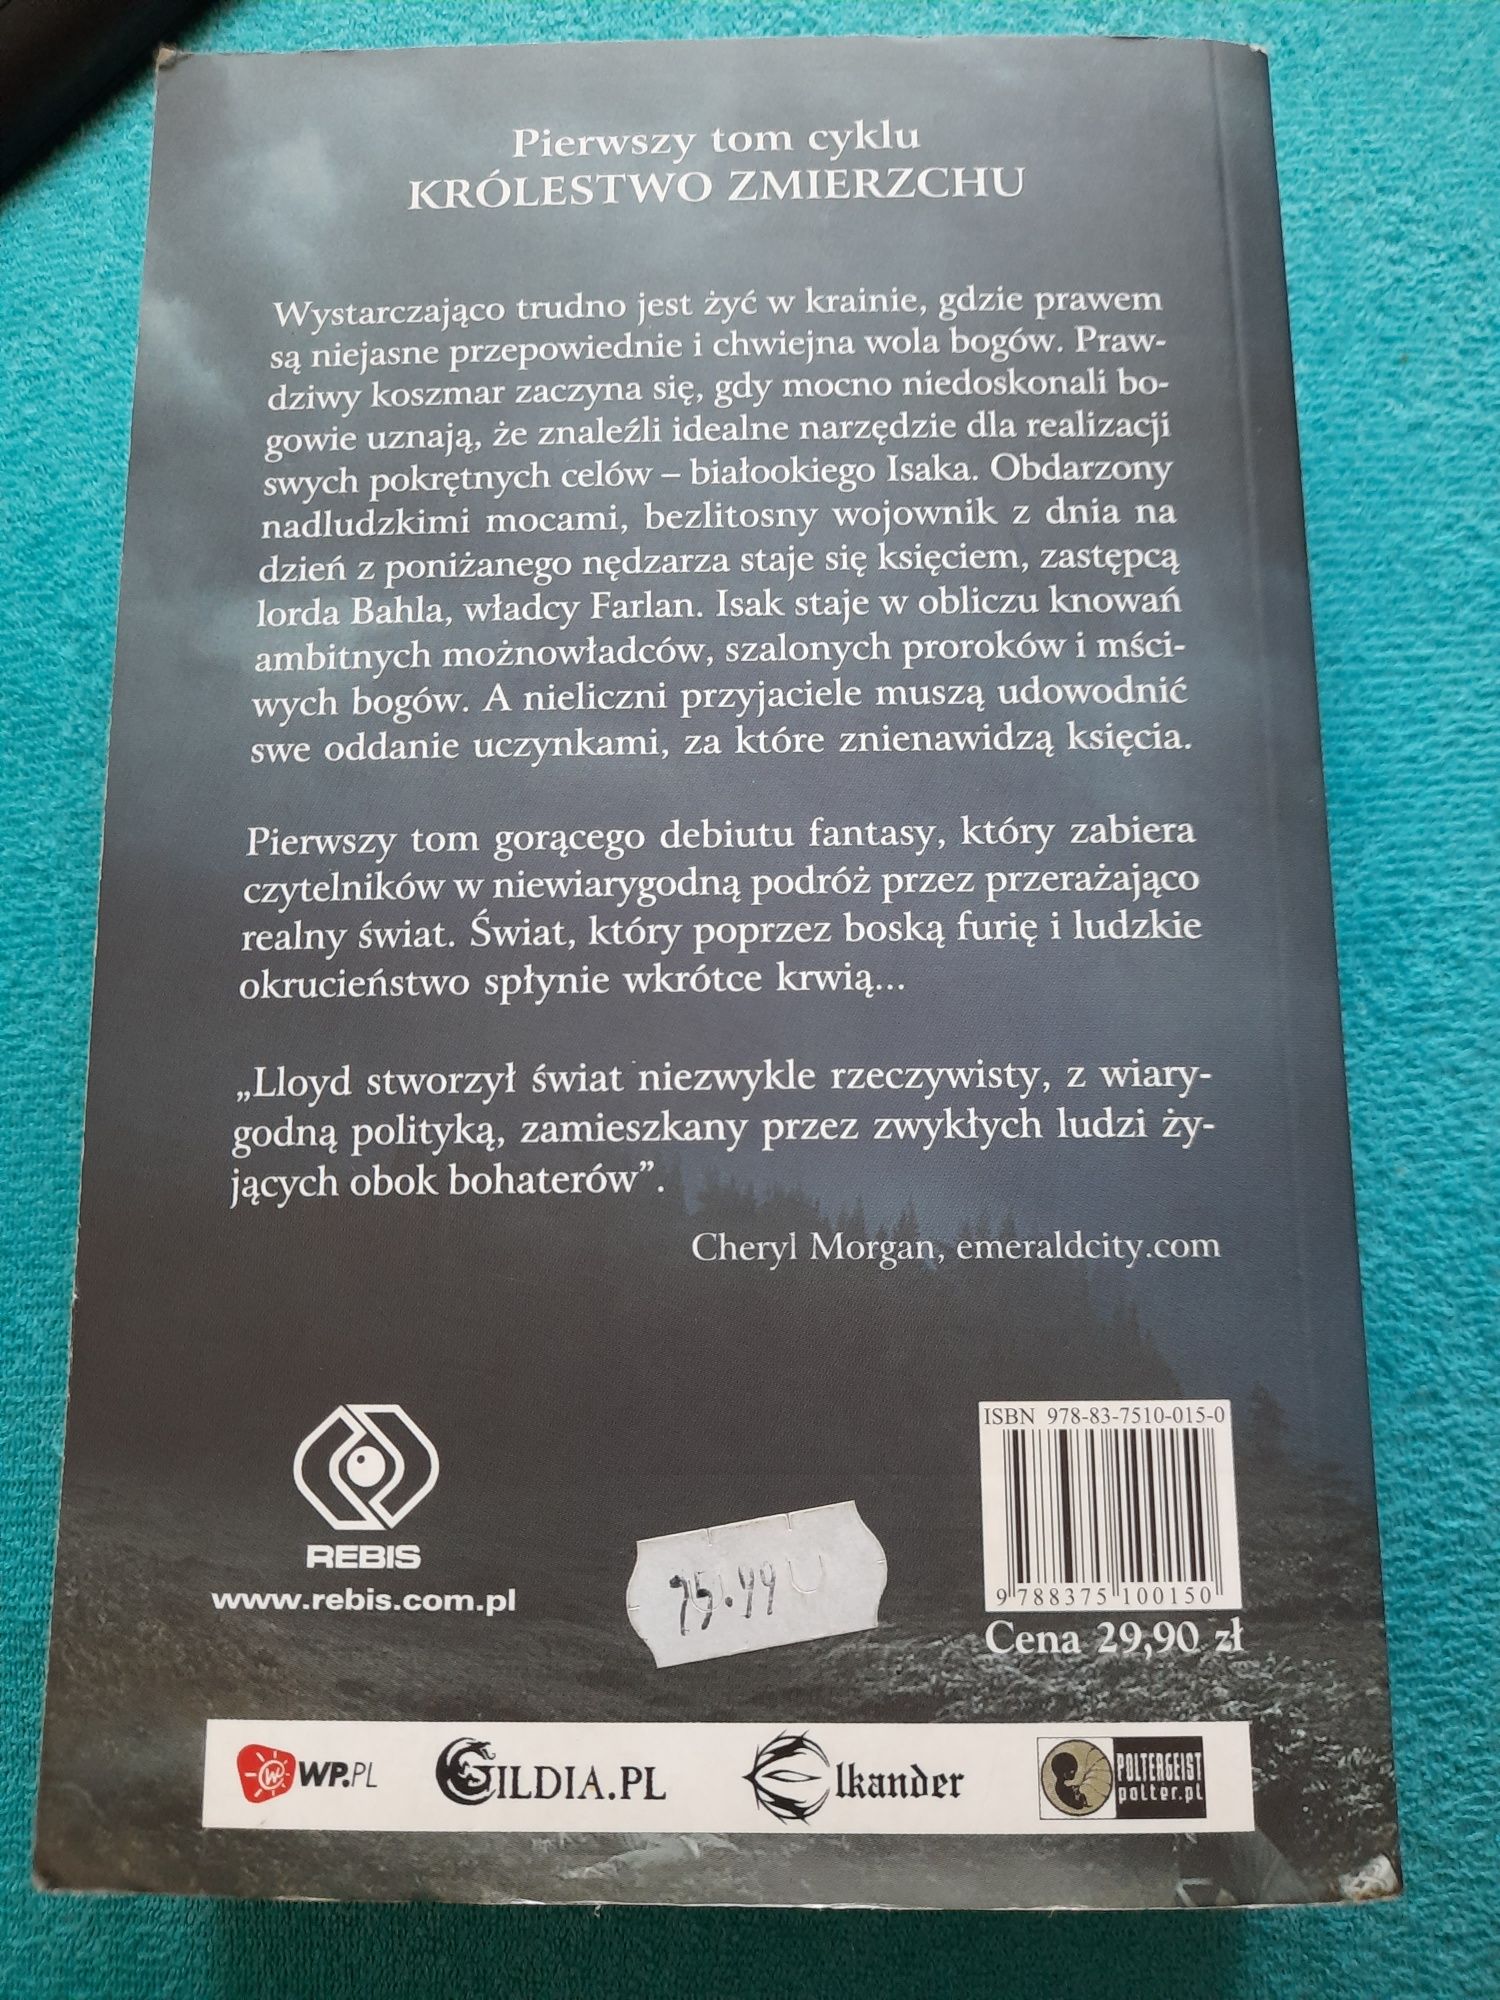 Pierwszy tom cyklu
KRÓLESTWO ZMIERZCHU
Wystarczająco trudno jest żyć w krainie, gdzie prawem
są niejasne przepowiednie i chwiejna wola bogów. Praw-
dziwy koszmar zaczyna się, gdy mocno niedoskonali bo-
gowie uznają, że znaleźli idealne narzędzie dla realizacji
swych pokrętnych celów – białookiego Isaka. Obdarzony
nadludzkimi mocami, bezlitosny wojownik z dnia na
dzień z poniżanego nędzarza staje się księciem, zastępcą
lorda Bahla, władcy Farlan. Isak staje w obliczu knowań
ambitnych możnowładców, szalonych proroków i mści-
wych bogów. A nieliczni przyjaciele muszą udowodnić
swe oddanie uczynkami, za które znienawidzą księcia.
Pierwszy tom gorącego debiutu fantasy, który zabiera
czytelników w niewiarygodną podróż przez przerażająco
realny świat. Świat, który poprzez boską furię i ludzkie
okrucieństwo spłynie wkrótce krwią...
„Lloyd stworzył świat niezwykle rzeczywisty, z wiary-
godną polityką, zamieszkany przez zwykłych ludzi ży-
jących obok bohaterów”.
Cheryl Morgan, emeraldcity.com
REBIS
www.rebis.com.pl
ISBN 978-83-7510-015-0
9 788375 100150
Cena 29,90 zł
WP.PL
GILDIA.PL
Elkander
POLTERGEIST
polter.pl